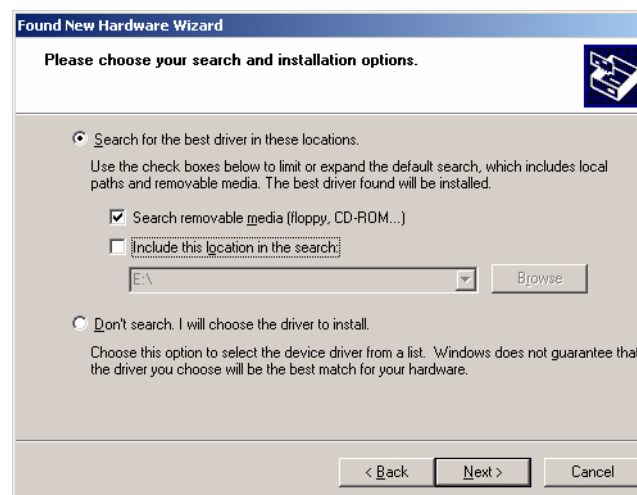 Found New Hardware Wizard
Please choose your search and installation options.
Search for the best driver in these locations.
Use the check boxes below to limit or expand the default search, which includes local
paths and removable media. The best driver found will be installed.
Search removable media (floppy, CD-ROM...)
Include this location in the search:
E:\
Browse
Don't search. I will choose the driver to install.
Choose this option to select the device driver from a list. Windows does not guarantee that
the driver you choose will be the best match for your hardware.
< Back Next > Cancel